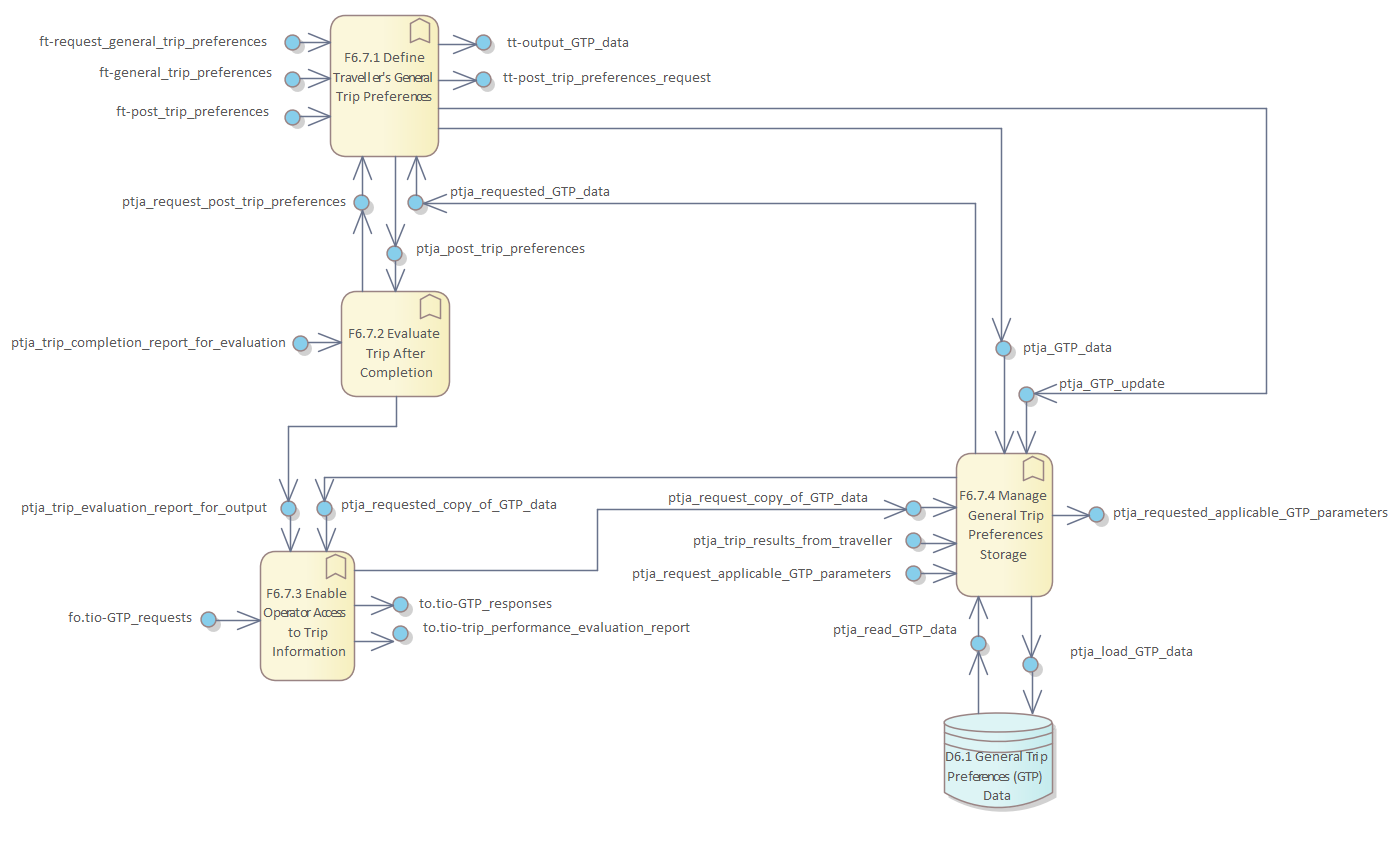 ft-request_general_trip_preferences
ft-general_trip_preferences
ft-post_trip_preferences
F6.7.1 Define
Traveller's General
Trip Preferences
tt-output_GTP_data
tt-post_trip_preferences_request
ptja_request_post_trip_preferences
ptja_requested_GTP_data
ptja_post_trip_preferences
ptja_trip_completion_report_for_evaluation
F6.7.2 Evaluate
Trip After
Completion
ptja_GTP_data
ptja_GTP_update
ptja_trip_evaluation_report_for_output
ptja_requested_copy_of_GTP_data
ptja_request_copy_of_GTP_data
ptja_trip_results_from_traveller
ptja_request_applicable_GTP_parameters
F6.7.4 Manage
General Trip
Preferences
Storage
ptja_requested_applicable_GTP_parameters
fo.tio-GTP_requests
F6.7.3 Enable
Operator Access
to Trip
Information
to.tio-GTP_responses
to.tio-trip_performance_evaluation_report
ptja_read_GTP_data
ptja_load_GTP_data
D6.1 General Trip
Preferences (GTP)
Data